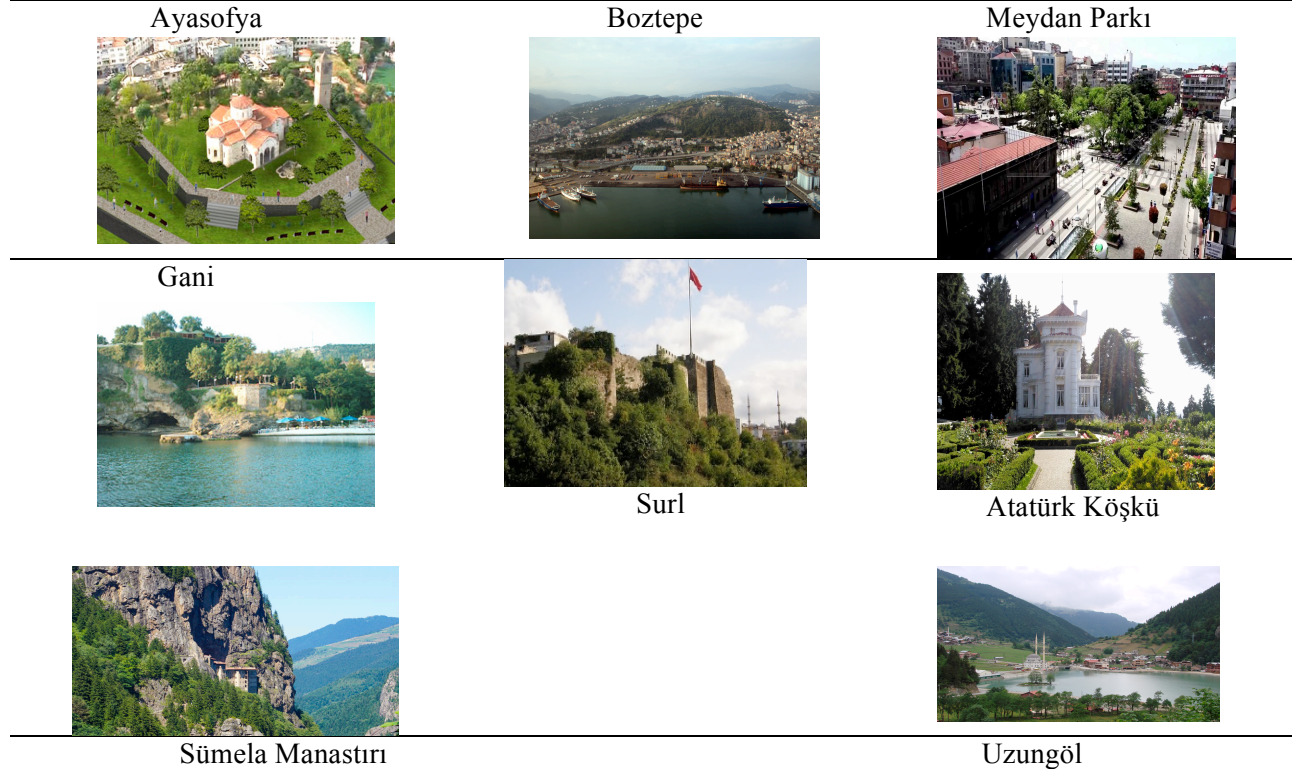 Ayasofya
Boztepe
Meydan Parkı
Gani
Surl
Atatürk Köşkü
Sümela Manastırı
Uzungöl